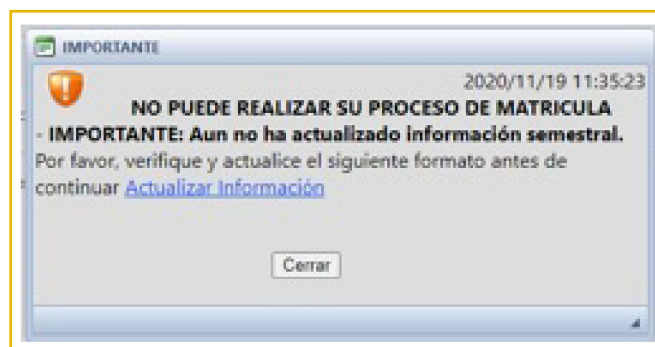 IMPORTANTE
2020/11/19 11:35:23
NO PUEDE REALIZAR SU PROCESO DE MATRICULA
- IMPORTANTE: Aun no ha actualizado información semestral.
Por favor, verifique y actualice el siguiente formato antes de
continuar Actualizar Información
Cerrar